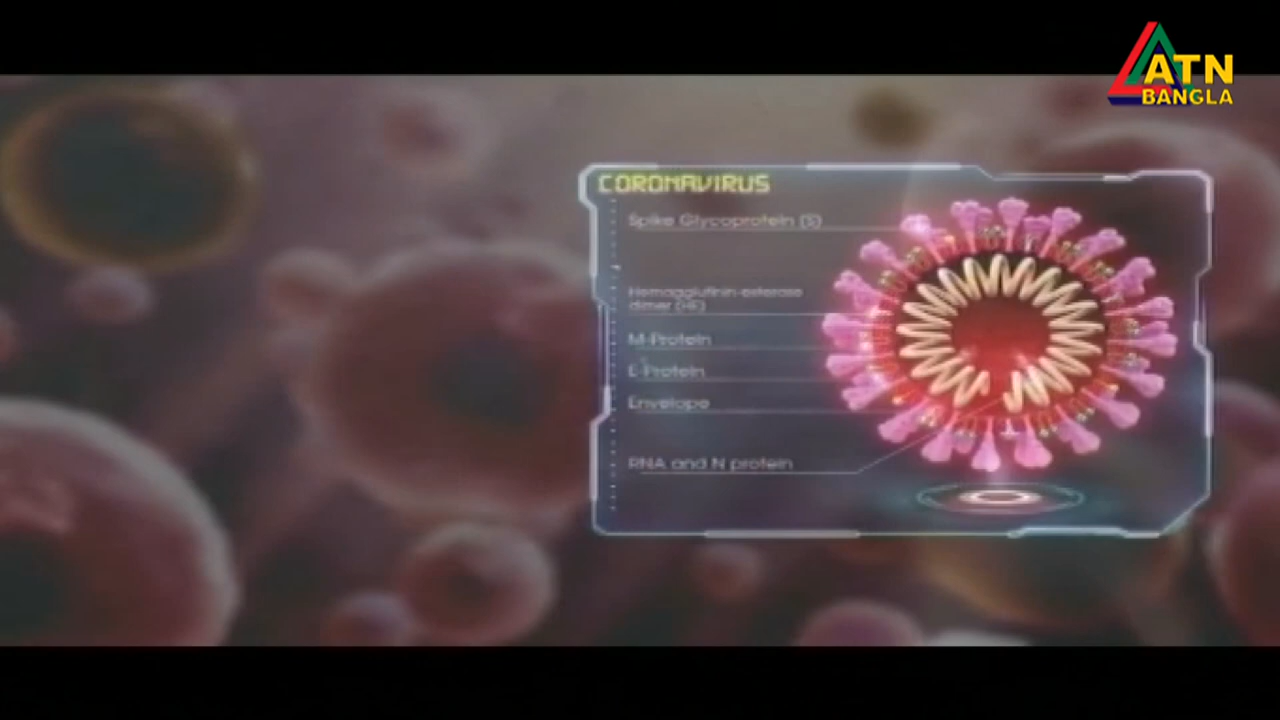 ATN
BANGLA
CORONAVIRUS
Spike Glycoprotein (S)
Hemagglutinin-esterase
dimer (HE)
M-Protein
E-Protein
Envelope
RNA and N protein